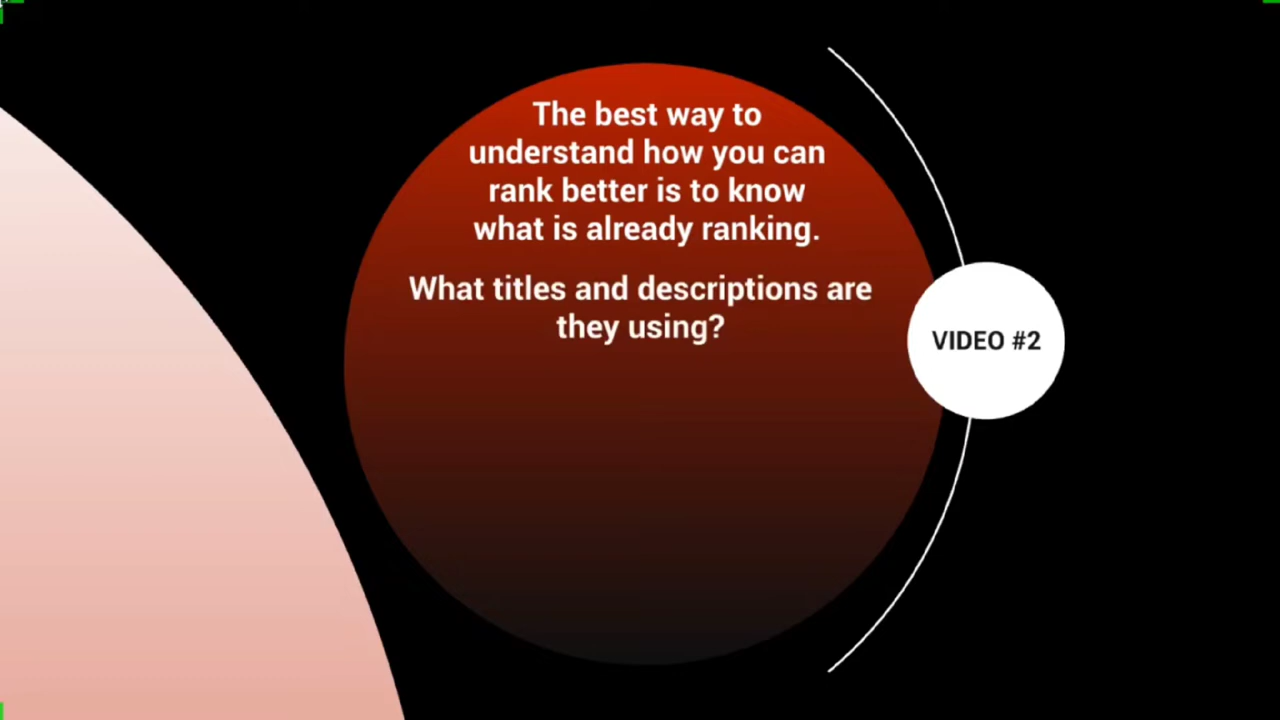 The best way to
understand how you can
rank better is to know
what is already ranking.
What titles and descriptions are
they using?
VIDEO #2